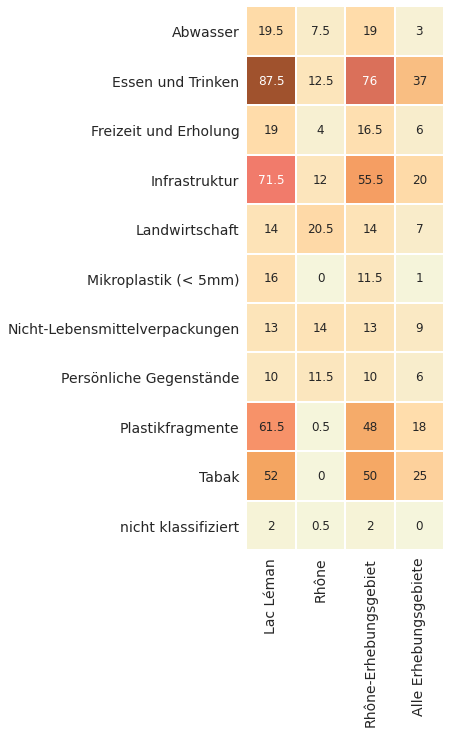 Abwasser 19.5 7.5 19 3
Essen und Trinken 87.5 12.5 76 37
Freizeit und Erholung 19 4 16.5 6
Infrastruktur 71.5 12 55.5 20
Landwirtschaft 14 20.5 14 7
Mikroplastik (< 5mm) 16 0 11.5 1
Nicht-Lebensmittelverpackungen 13 14 13 9
Persönliche Gegenstände 10 11.5 10 6
Plastikfragmente 61.5 0.5 48 18
Tabak 52 0 50 25
nicht klassifiziert 2 0.5 2 0
Lac Léman
Rhône
Rhône-Erhebungsgebiet
Alle Erhebungsgebiete